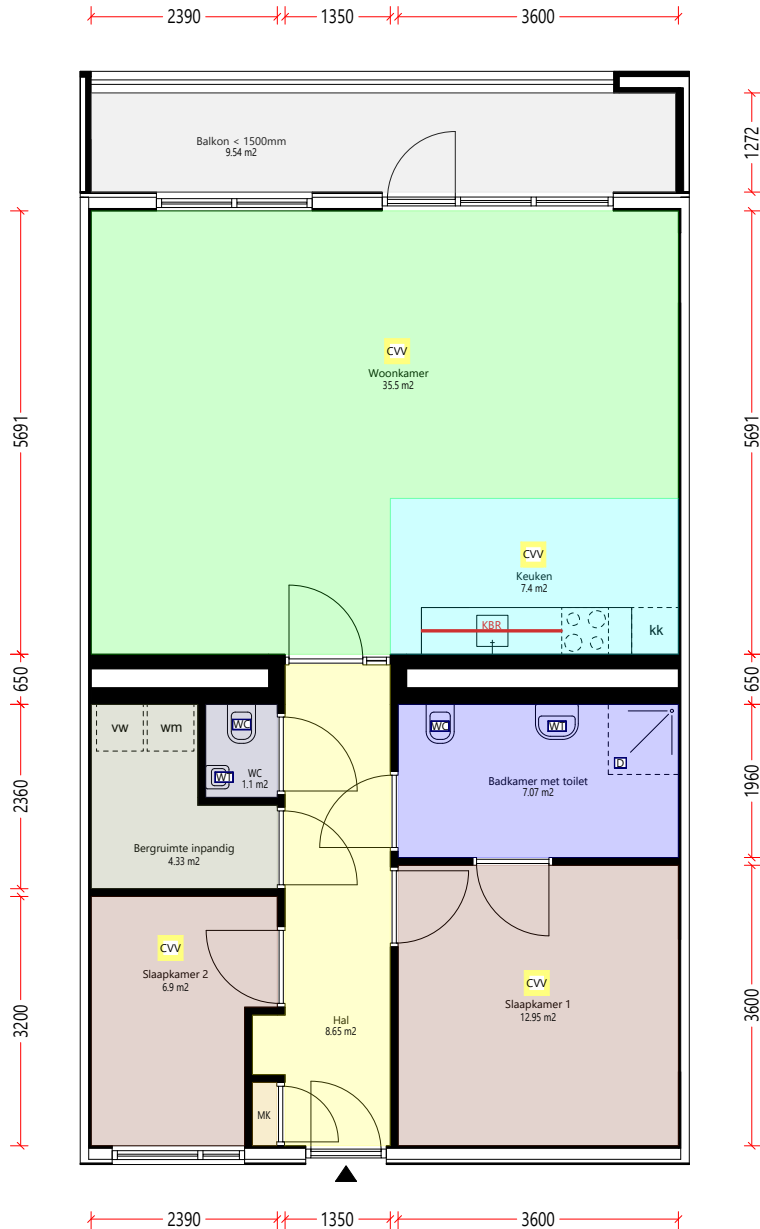 2390 1350 3600
1272
Balkon < 1500mm
9.54 m2
5691
5691
CVV
Woonkamer
35.5 m2
CVV
Keuken
7.4 m2
KBR
kk
650
650
vw
wm
WC
WT
WC
1.1 m2
WC
WT
D
Badkamer met toilet
7.07 m2
2360
1960
Bergruimte inpandig
4.33 m2
CVV
Slaapkamer 2
6.9 m2
CVV
Slaapkamer 1
12.95 m2
Hal
8.65 m2
3200
3600
MK
2390 1350 3600